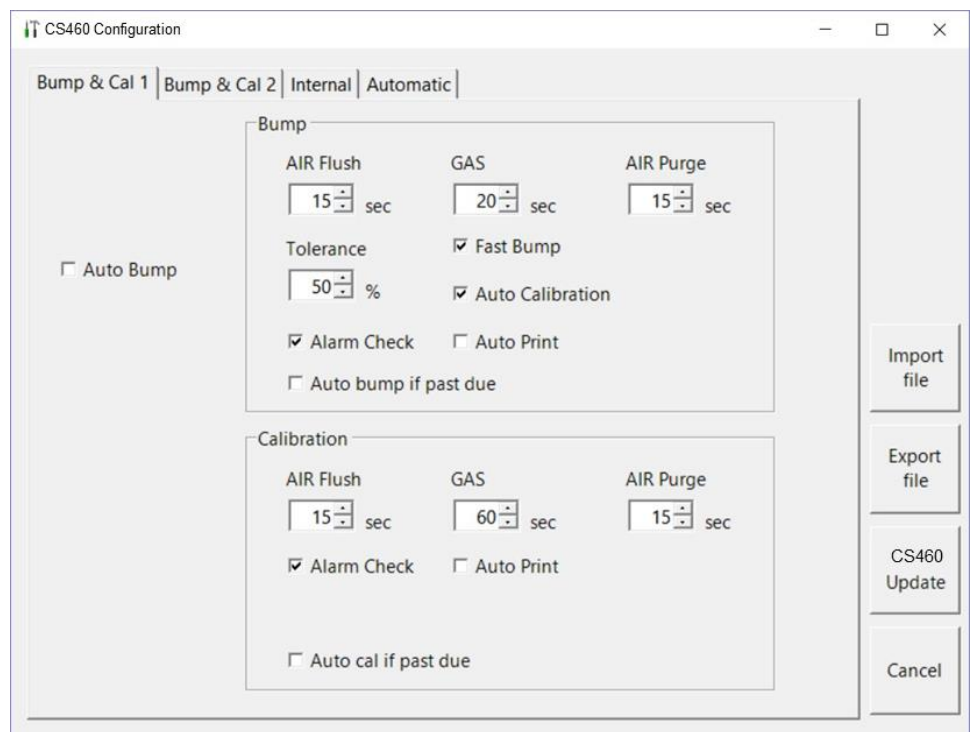 CS460 Configuration
Bump & Cal 1 Bump & Cal 2 Internal Automatic
Bump
AIR Flush GAS AIR Purge
15 sec 20 sec 15 sec
Tolerance Fast Bump
Auto Bump
50 % Auto Calibration
Alarm Check Auto Print
Auto bump if past due
Calibration
AIR Flush GAS AIR Purge
15 sec 60 sec 15 sec
Alarm Check Auto Print
Auto cal if past due
Import
file
Export
file
CS460
Update
Cancel